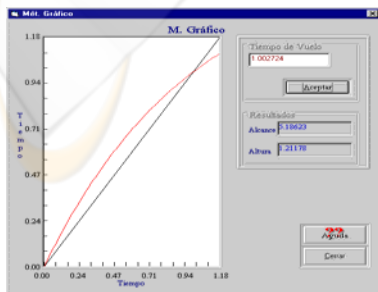 Mét. Gráfico
M. Gráfico
1.18
0.94
0.71
0.47
0.24
0.00
Tiempo
0.00 0.24 0.47 0.71 0.94 1.18
Tiempo
Tiempo de Vuelo
1.002724
Aceptar
Resultados
Alcance 5.18623
Altura 1.21178
Ayuda
Cerrar